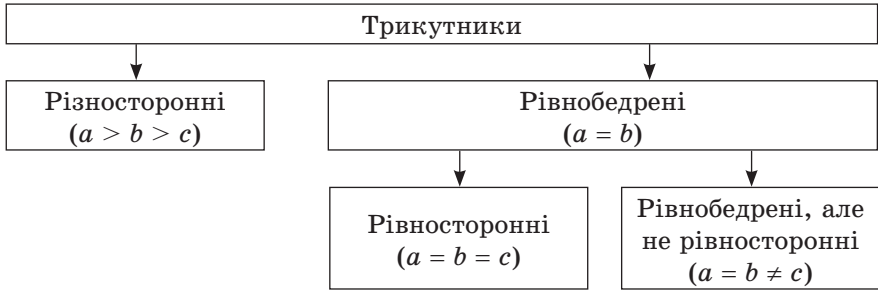 Трикутники
Різносторонні
(a > b > c)
Рівнобедрені
(a = b)
Рівносторонні
(a = b = c)
Рівнобедрені, але
не рівносторонні
(a = b ≠ c)